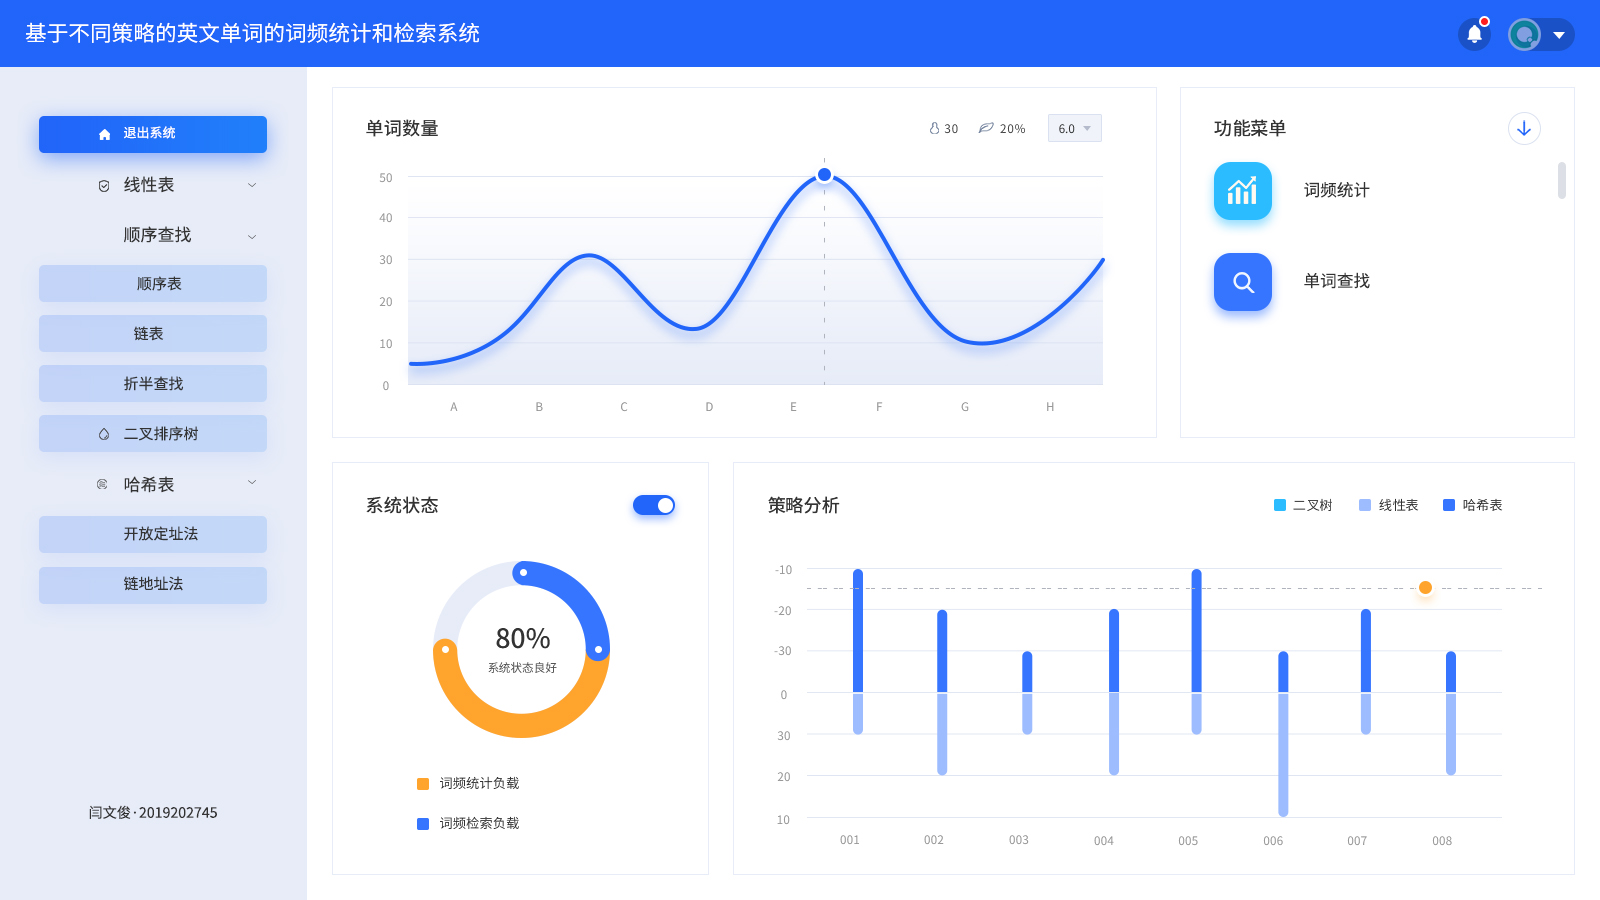 基于不同策略的英文单词的词频统计和检索系统
退出系统
线性表
顺序查找
顺序表
链表
折半查找
二叉排序树
哈希表
开放定址法
链地址法
闫文俊·2019202745
单词数量
30
20%
6.0
50
40
30
20
10
0
A B C D E F G H
功能菜单
词频统计
单词查找
系统状态
80%
系统状态良好
词频统计负载
词频检索负载
策略分析
二叉树
线性表
哈希表
-10
-20
-30
0
30
20
10
001 002 003 004 005 006 007 008